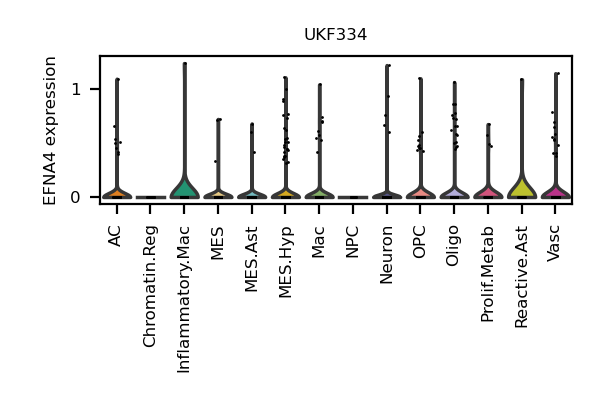 UKF334
EFNA4 expression
1
0
AC
Chromatin.Reg
Inflammatory.Mac
MES
MES.Ast
MES.Hyp
Mac
NPC
Neuron
OPC
Oligo
Prolif.Metab
Reactive.Ast
Vasc